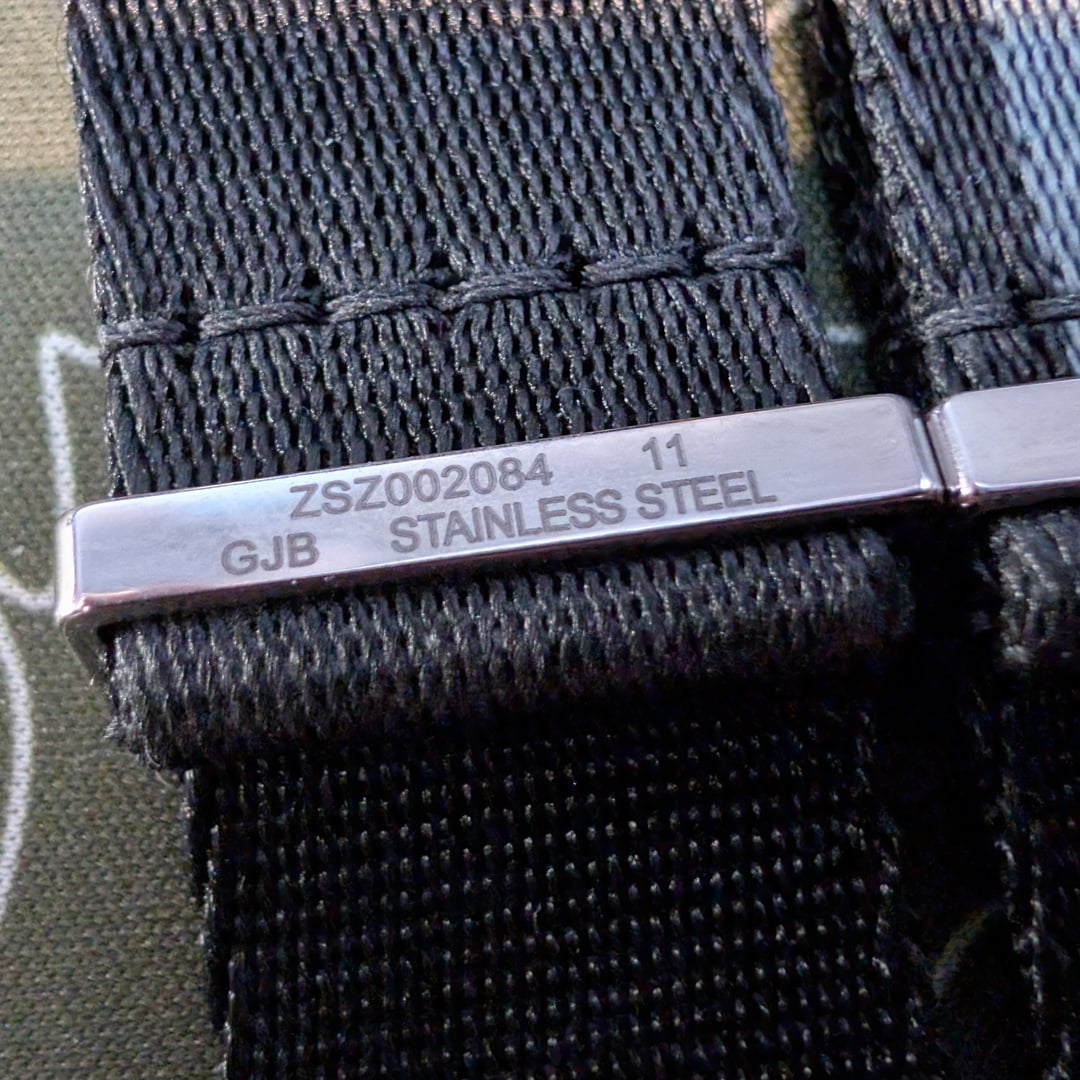 ZSZ002084 11
GJB STAINLESS STEEL